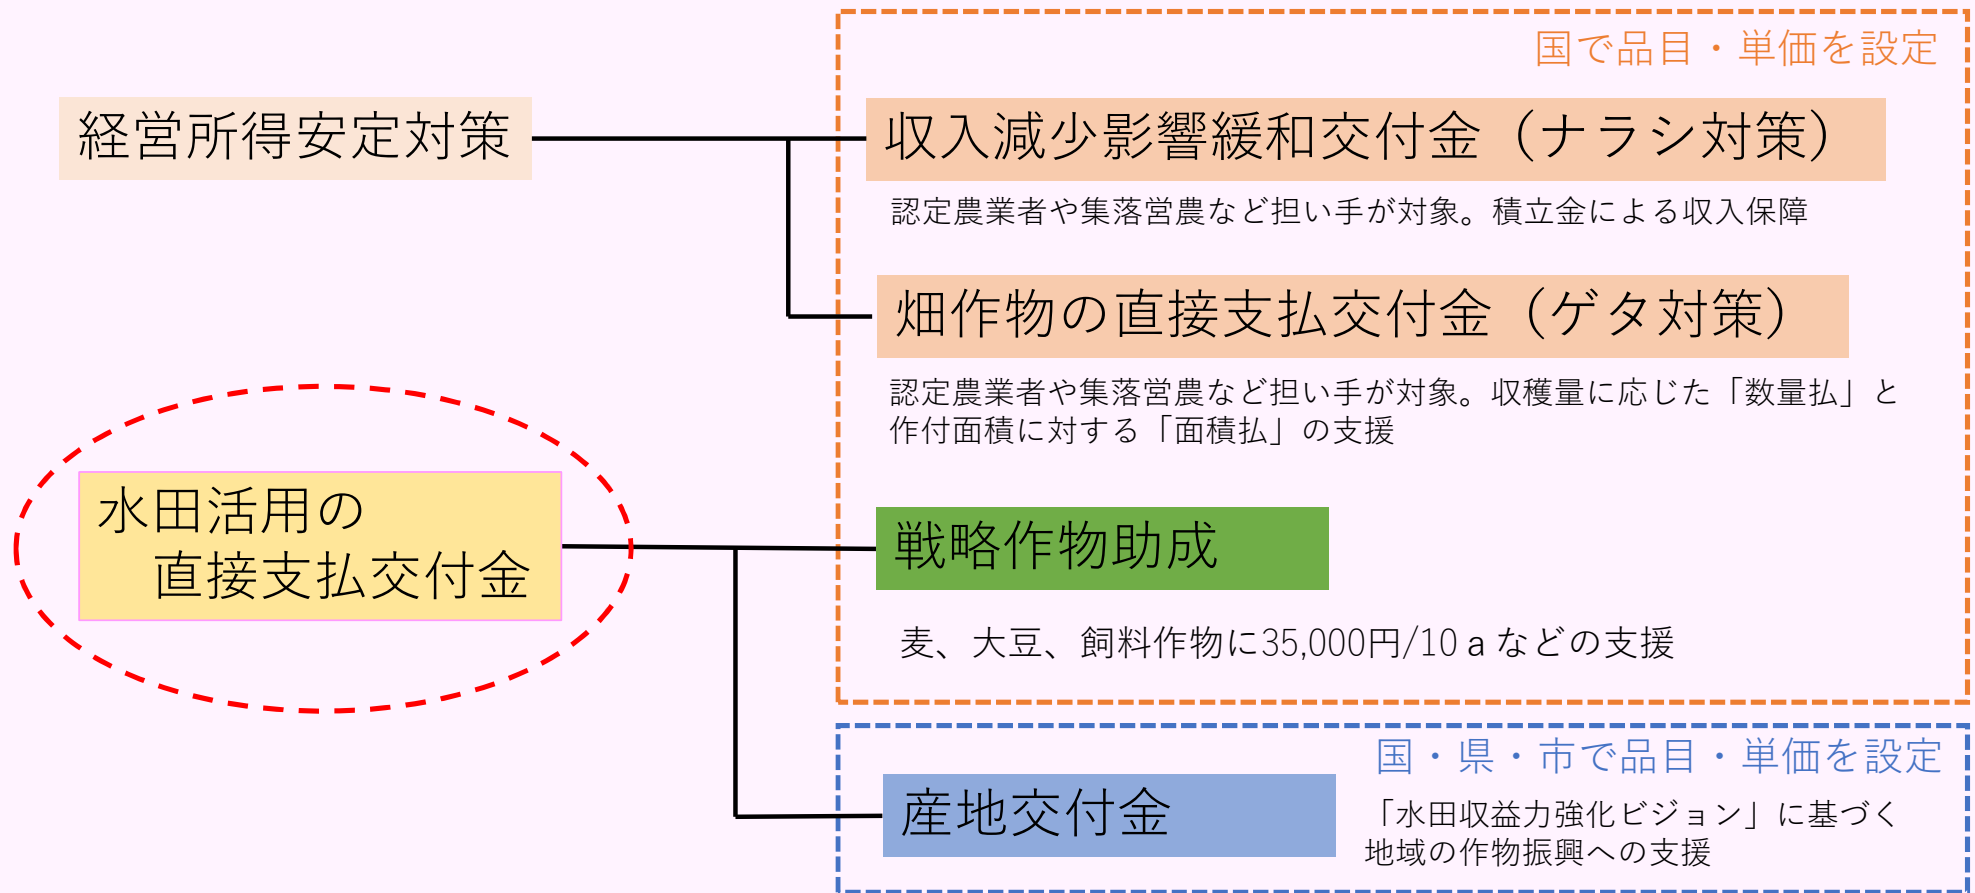 国で品目・単価を設定
経営所得安定対策
収入減少影響緩和交付金（ナラシ対策）
認定農業者や集落営農など担い手が対象。積立金による収入保障
畑作物の直接支払交付金（ゲタ対策）
認定農業者や集落営農など担い手が対象。収穫量に応じた「数量払」と
作付面積に対する「面積払」の支援
水田活用の
直接支払交付金
戦略作物助成
麦、大豆、飼料作物に35,000円/10ａなどの支援
国・県・市で品目・単価を設定
産地交付金
「水田収益力強化ビジョン」に基づく
地域の作物振興への支援